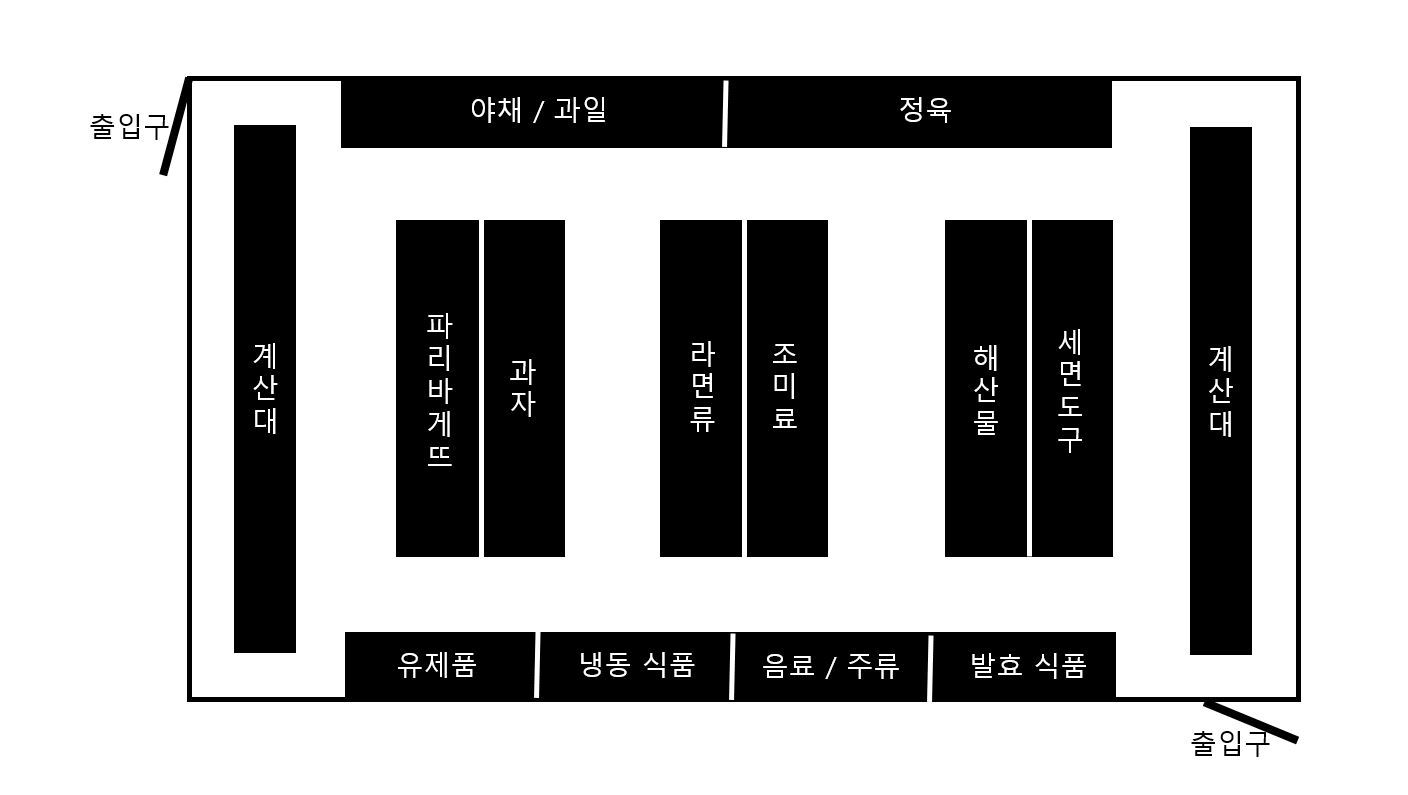 출입구
야채 / 과일
정육
계산대
파리바게뜨
과자
라면류
조미료
해산물
세면도구
계산대
유제품
냉동 식품
음료 / 주류
발효 식품
출입구